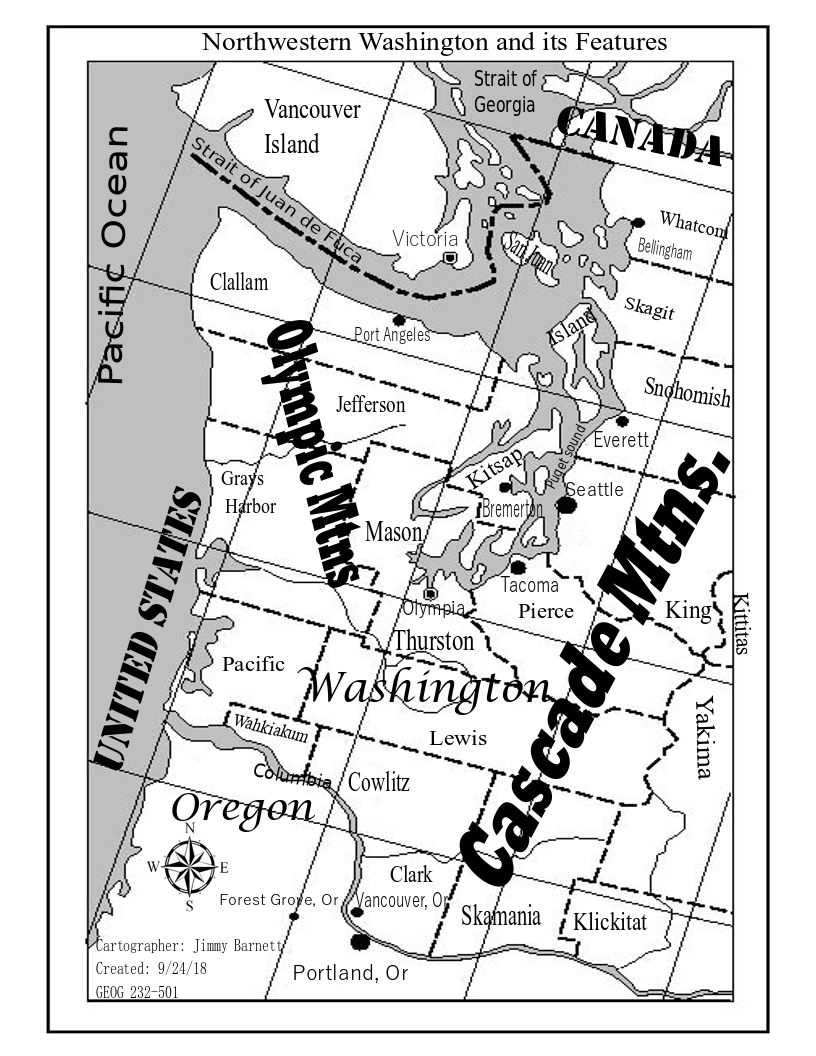 Northwestern Washington and its Features
Strait of
Georgia
CANADA
Vancouver
Island
Pacific Ocean
Strait of Juan de Fuca
Whatcom
Victoria
San Juan
Bellingham
Clallam
Skagit
Island
Port Angeles
Olympic Mtns
Snohomish
Jefferson
Everett
Puget sound
Kitsap
Grays
Harbor
Seattle
Bremerton
Mason
Cascade Mtns.
UNITED STATES
Tacoma
Olympia
Pierce
King
Kittitas
Thurston
Pacific
Washington
Yakima
Wahkiakum
Lewis
Columbia
Cowlitz
Oregon
N
W
E
S
Clark
Forest Grove, Or
Vancouver, Or
Skamania
Klickitat
Cartographer: Jimmy Barnett
Created: 9/24/18
Portland, Or
GEOG 232-501